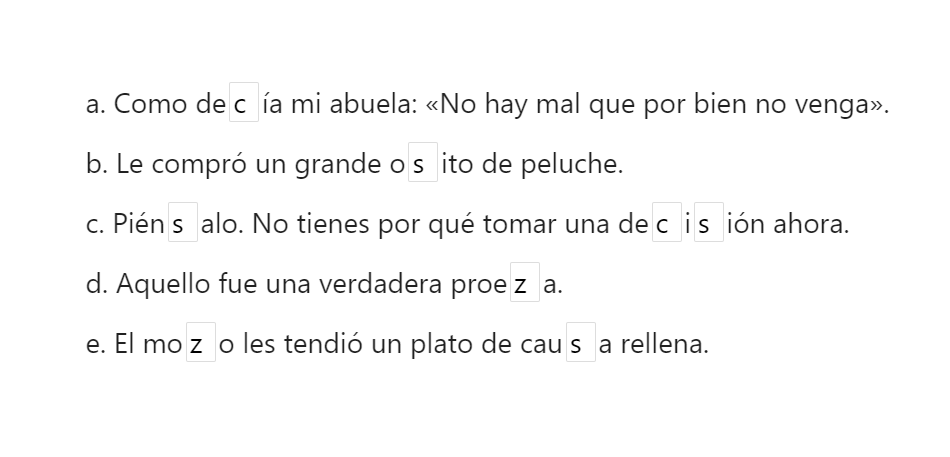 a. Como decía mi abuela: «No hay mal que por bien no venga».
b. Le compró un grande osito de peluche.
c. Piénsalo. No tienes por qué tomar una decisión ahora.
d. Aquello fue una verdadera proeza.
e. El mozo les tendió un plato de causa rellena.